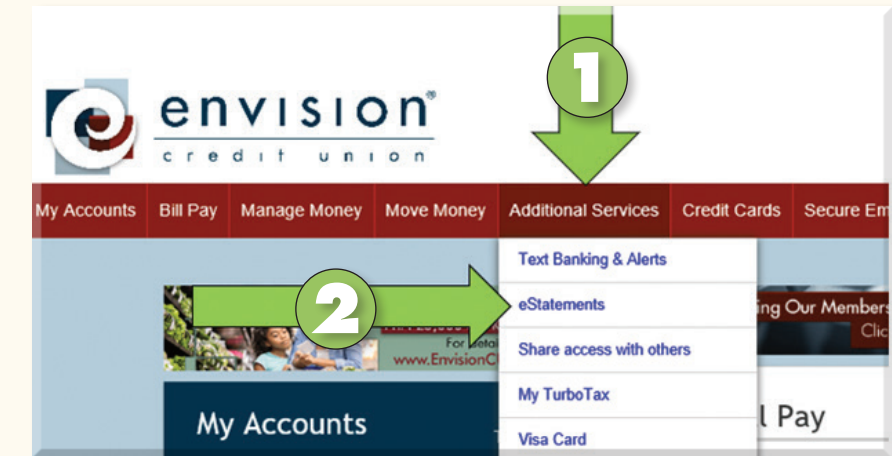 1
envision®
credit union
My Accounts Bill Pay Manage Money Move Money Additional Services Credit Cards Secure Em
Text Banking & Alerts
2
eStatements
ing Our Members
Clic
For Detai
www.EnvisionC
Share access with others
My TurboTax
My Accounts
l Pay
Visa Card